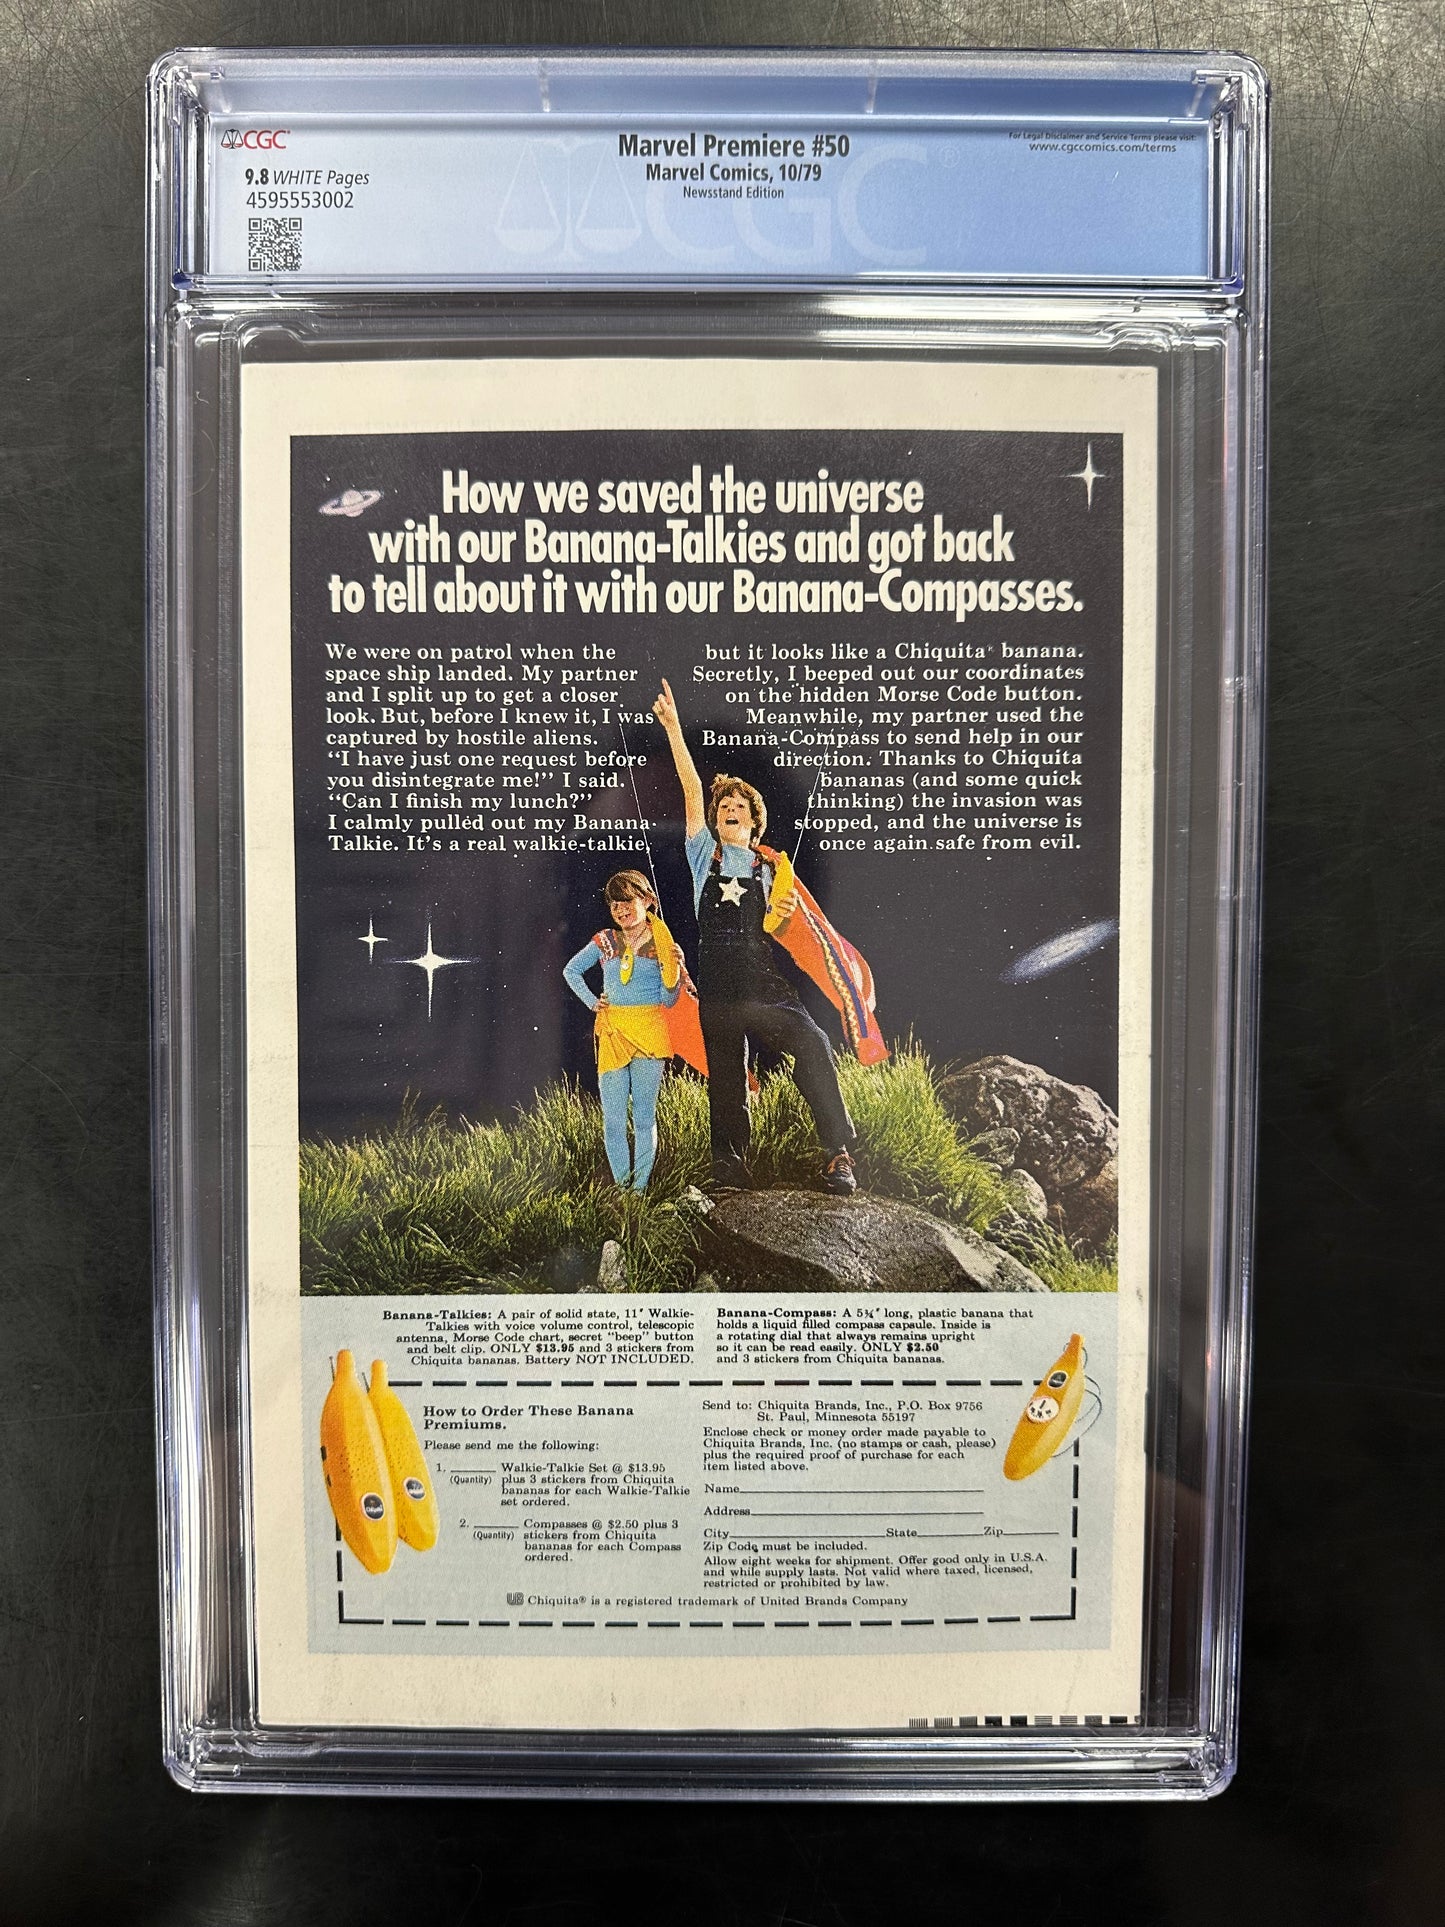 CGC
9.8 WHITE Pages
4595553002
Marvel Premiere #50
Marvel Comics, 10/79
Newsstand Edition
For Legal Disclaimer and Service Terms please visit:
www.cgccomics.com/terms
CGC
How we saved the universe
with our Banana-Talkies and got back
to tell about it with our Banana-Compasses.
We were on patrol when the
space ship landed. My partner
and I split up to get a closer
look. But, before I knew it, I was
captured by hostile aliens.
“I have just one request before
you disintegrate me!” I said.
“Can I finish my lunch?”
I calmly pulled out my Banana-
Talkie. It's a real walkie-talkie,
but it looks like a Chiquita® banana.
Secretly, I beeped out our coordinates
on the hidden Morse Code button.
Meanwhile, my partner used the
Banana-Compass to send help in our
direction. Thanks to Chiquita
bananas (and some quick
thinking) the invasion was
stopped, and the universe is
once again safe from evil.
Banana-Talkies: A pair of solid state, 11" Walkie-
Talkies with voice volume control, telescopic
antenna, Morse Code chart, secret "beep" button
and belt clip. ONLY $13.95 and 3 stickers from
Chiquita bananas. Battery NOT INCLUDED.
Banana-Compass: A 5¾" long, plastic banana that
holds a liquid filled compass capsule. Inside is
a rotating dial that always remains upright
so it can be read easily. ONLY $2.50
and 3 stickers from Chiquita bananas.
How to Order These Banana
Premiums.
Please send me the following:
1. ______ Walkie-Talkie Set @ $13.95
(Quantity) plus 3 stickers from Chiquita
bananas for each Walkie-Talkie
set ordered.
2. ______ Compasses @ $2.50 plus 3
(Quantity) stickers from Chiquita
bananas for each Compass
ordered.
Send to: Chiquita Brands, Inc., P.O. Box 9756
St. Paul, Minnesota 55197
Enclose check or money order made payable to
Chiquita Brands, Inc. (no stamps or cash, please)
plus the required proof of purchase for each
item listed above.
Name
Address
City State Zip
Zip Code must be included.
Allow eight weeks for shipment. Offer good only in U.S.A.
and while supply lasts. Not valid where taxed, licensed,
restricted or prohibited by law.
UB Chiquita® is a registered trademark of United Brands Company